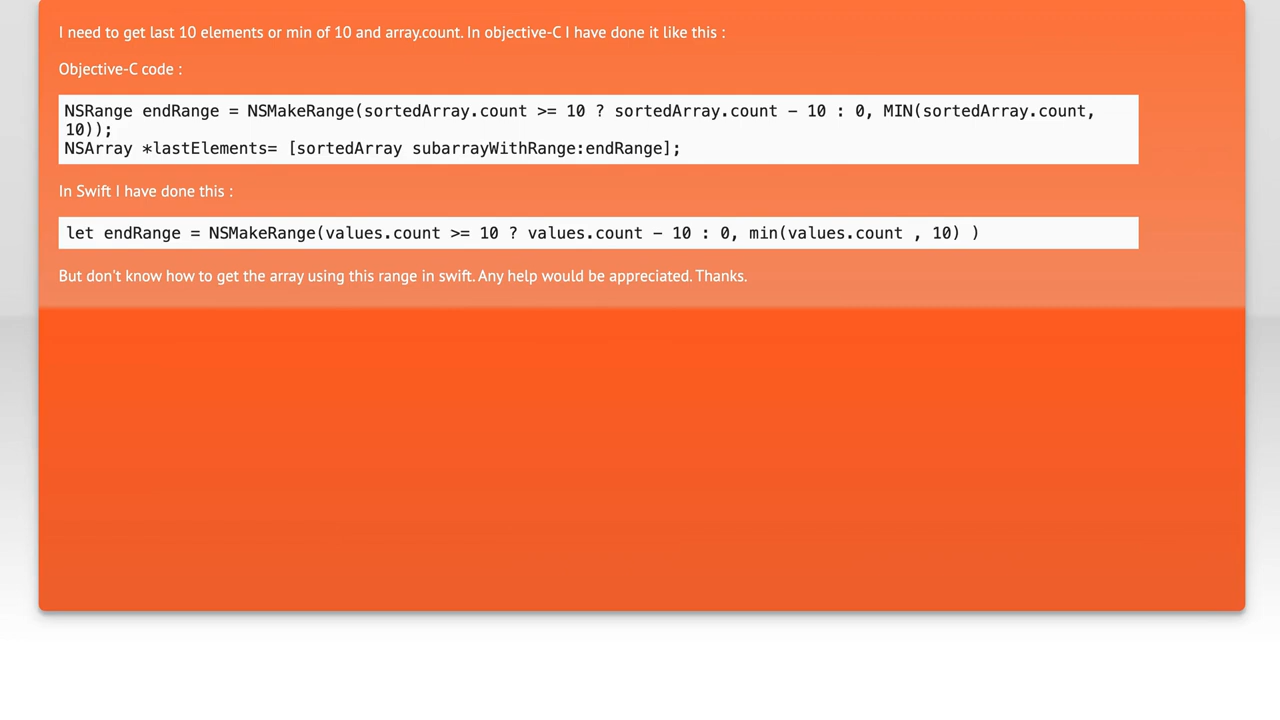 I need to get last 10 elements or min of 10 and array.count. In objective-C I have done it like this :
Objective-C code :
NSRange endRange = NSMakeRange(sortedArray.count >= 10 ? sortedArray.count - 10 : 0, MIN(sortedArray.count,
10));
NSArray *lastElements= [sortedArray subarrayWithRange:endRange];
In Swift I have done this :
let endRange = NSMakeRange(values.count >= 10 ? values.count - 10 : 0, min(values.count , 10) )
But don't know how to get the array using this range in swift. Any help would be appreciated. Thanks.